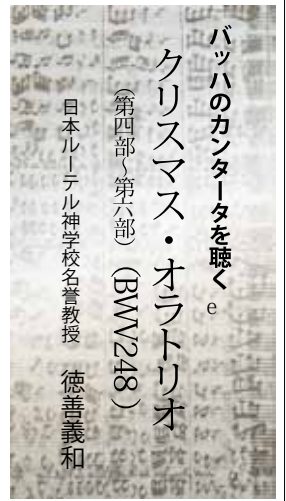 バッハのカンタータを聴く e
クリスマス・オラトリオ
（第四部～第六部）（BWV248）
日本ルーテル神学校名誉教授　徳善義和